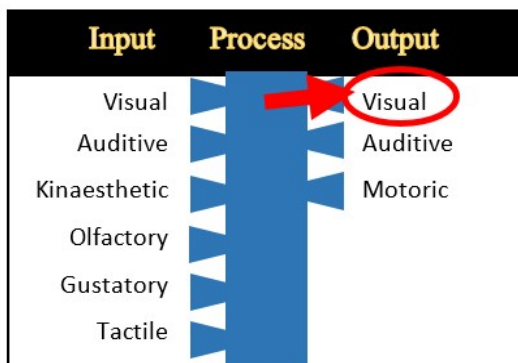 Input Process Output
Visual Visual
Auditive Auditive
Kinaesthetic Motoric
Olfactory
Gustatory
Tactile